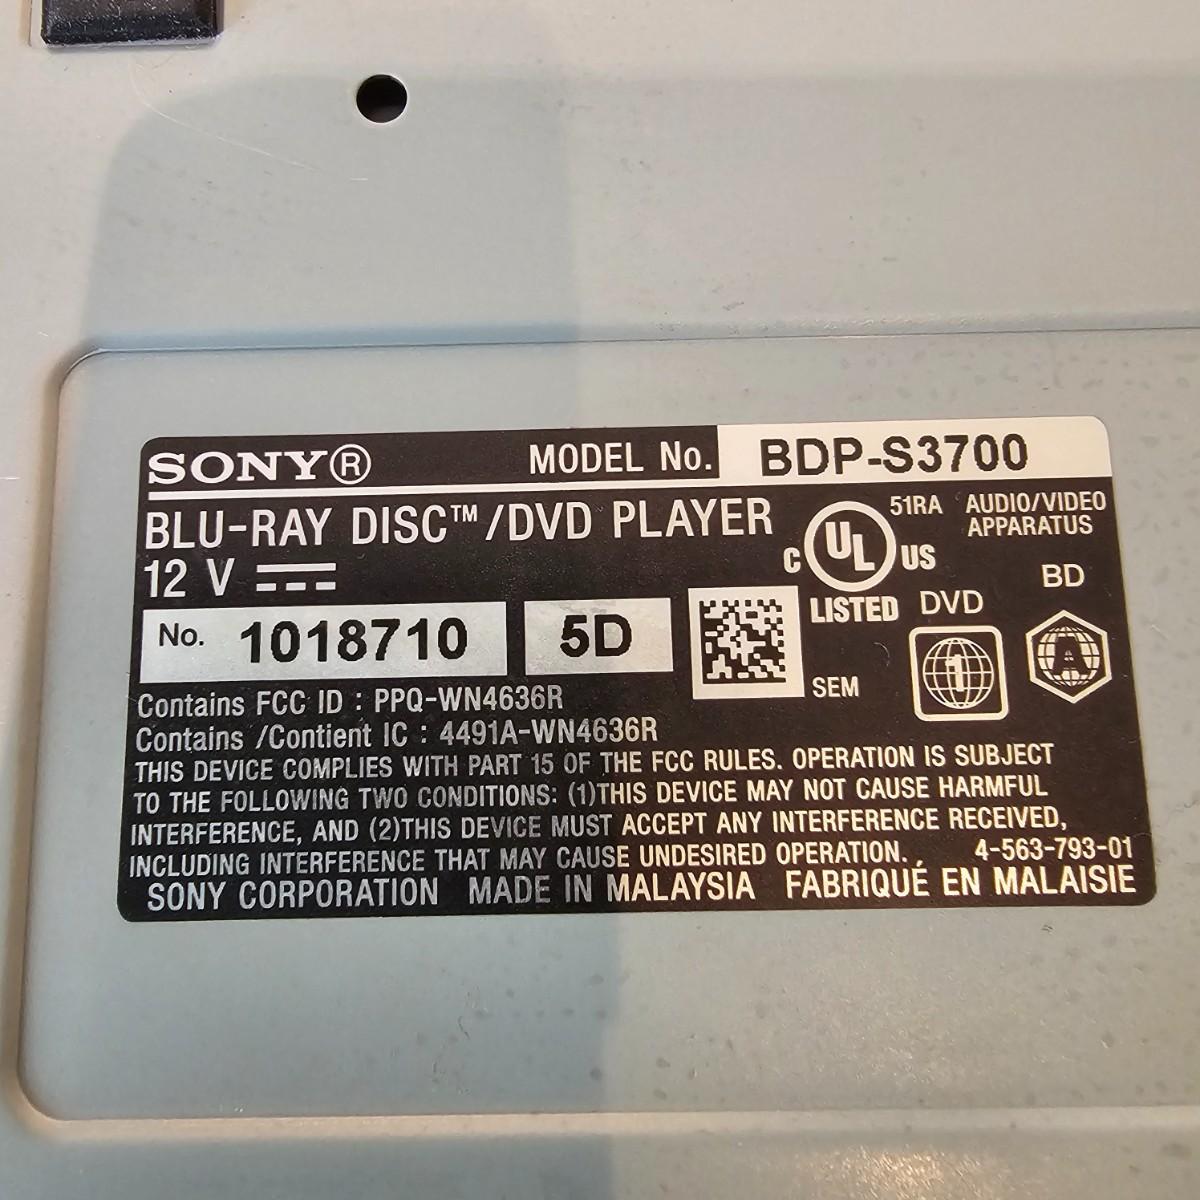 SONY® MODEL No. BDP-S3700
BLU-RAY DISC™/DVD PLAYER
12 V
C UL US
LISTED
51RA
AUDIO/VIDEO
APPARATUS
No. 1018710
5D
SEM
DVD
1
BD
A
Contains FCC ID : PPQ-WN4636R
Contains /Contient IC : 4491A-WN4636R
THIS DEVICE COMPLIES WITH PART 15 OF THE FCC RULES. OPERATION IS SUBJECT
TO THE FOLLOWING TWO CONDITIONS: (1)THIS DEVICE MAY NOT CAUSE HARMFUL
INTERFERENCE, AND (2)THIS DEVICE MUST ACCEPT ANY INTERFERENCE RECEIVED,
INCLUDING INTERFERENCE THAT MAY CAUSE UNDESIRED OPERATION. 4-563-793-01
SONY CORPORATION MADE IN MALAYSIA FABRIQUÉ EN MALAISIE